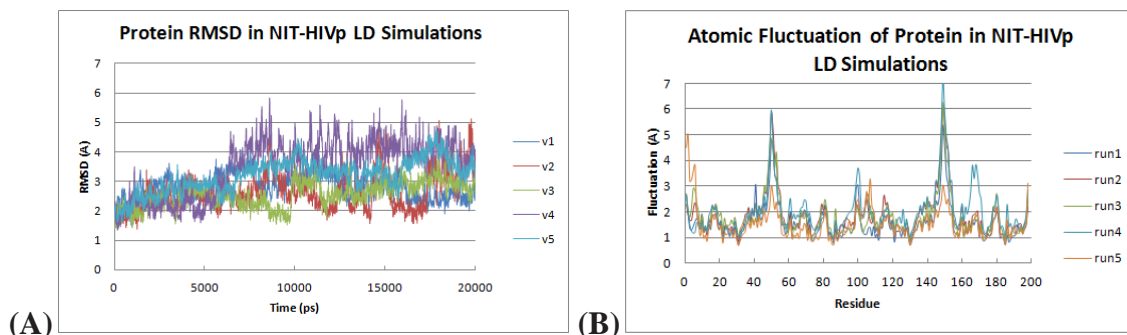 Protein RMSD in NIT-HIVp LD Simulations
7
6
5
4
3
2
1
0
RMSD (A)
0
5000
10000
15000
20000
Time (ps)
v1
v2
v3
v4
v5
(A)
Atomic Fluctuation of Protein in NIT-HIVp
LD Simulations
7
6
5
4
3
2
1
0
Fluctuation (A)
0
20
40
60
80
100
120
140
160
180
200
Residue
run1
run2
run3
run4
run5
(B)